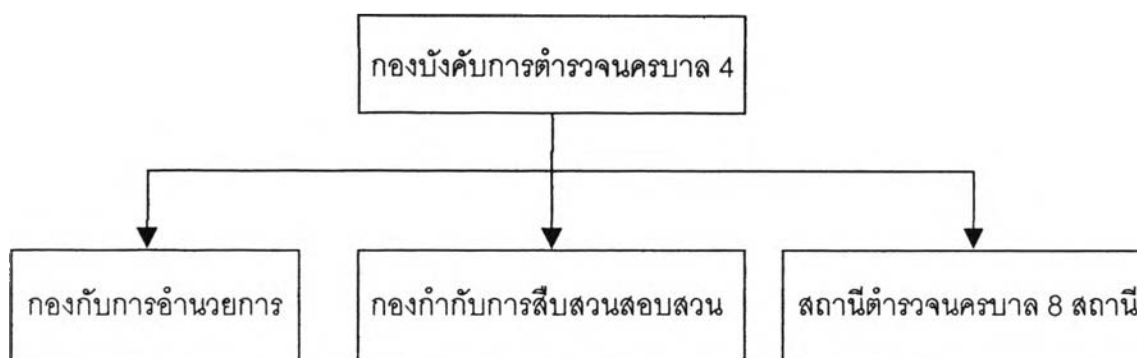 กองบังคับการตำรวจนครบาล 4
กองกับการอำนวยการ
กองกำกับการสืบสวนสอบสวน
สถานีตำรวจนครบาล 8 สถานี